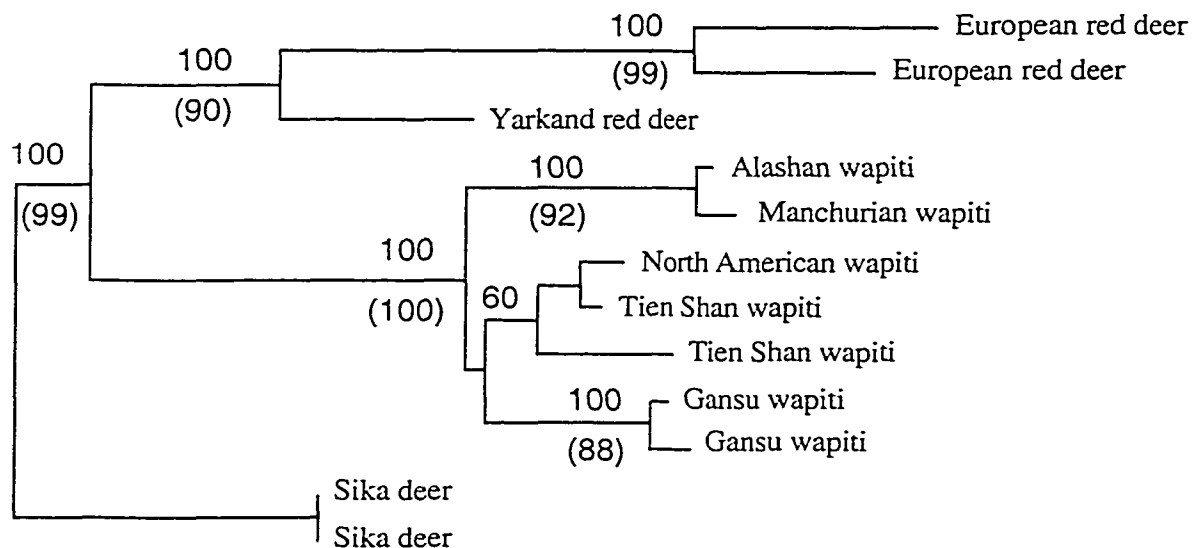 100
European red deer
100
(99)
European red deer
(90)
Yarkand red deer
100
(99)
100
Alashan wapiti
(92)
Manchurian wapiti
100
(100)
North American wapiti
60
Tien Shan wapiti
Tien Shan wapiti
100
Gansu wapiti
(88)
Gansu wapiti
Sika deer
Sika deer